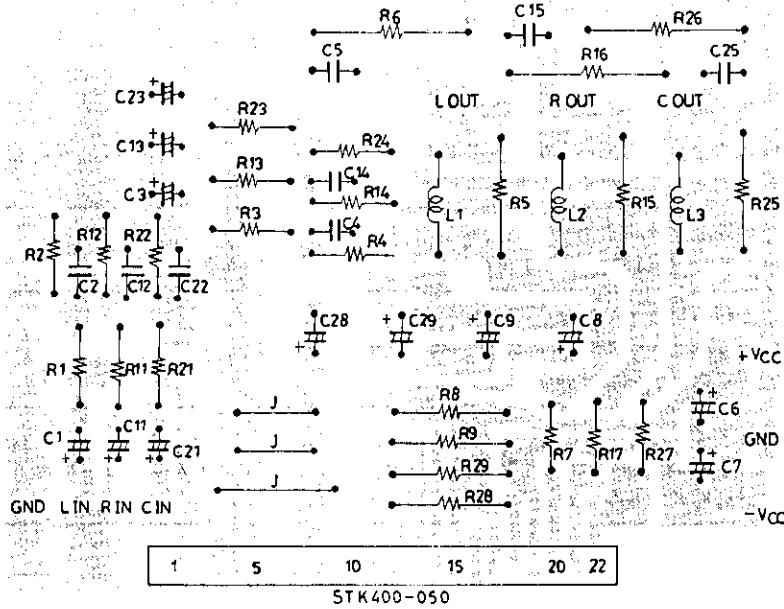 R6 C15 R26
C5 R16 C25
C23 L OUT R OUT C OUT
R23
C13 R24
R13 C14
C3 R14 L1 R5 L2 R15 L3 R25
R3 C4
R2 R12 R22 R4
C2 C12 C22
C28 C29 C9 C8
+VCC
R1 R11 R21
J R8 C6
C1 C11 C21 R9 R7 R17 R27 GND
J R29 C7
J R28
GND L IN R IN C IN -VCC
1 5 10 15 20 22
STK400-050